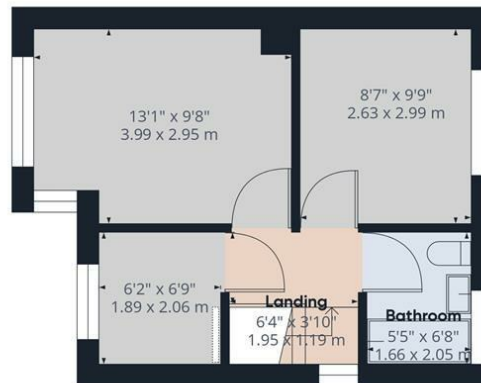 13'1" x 9'8"
3.99 x 2.95 m
8'7" x 9'9"
2.63 x 2.99 m
6'2" x 6'9"
1.89 x 2.06 m
Landing
6'4" x 3'10"
1.95 x 1.19 m
Bathroom
5'5" x 6'8"
1.66 x 2.05 m